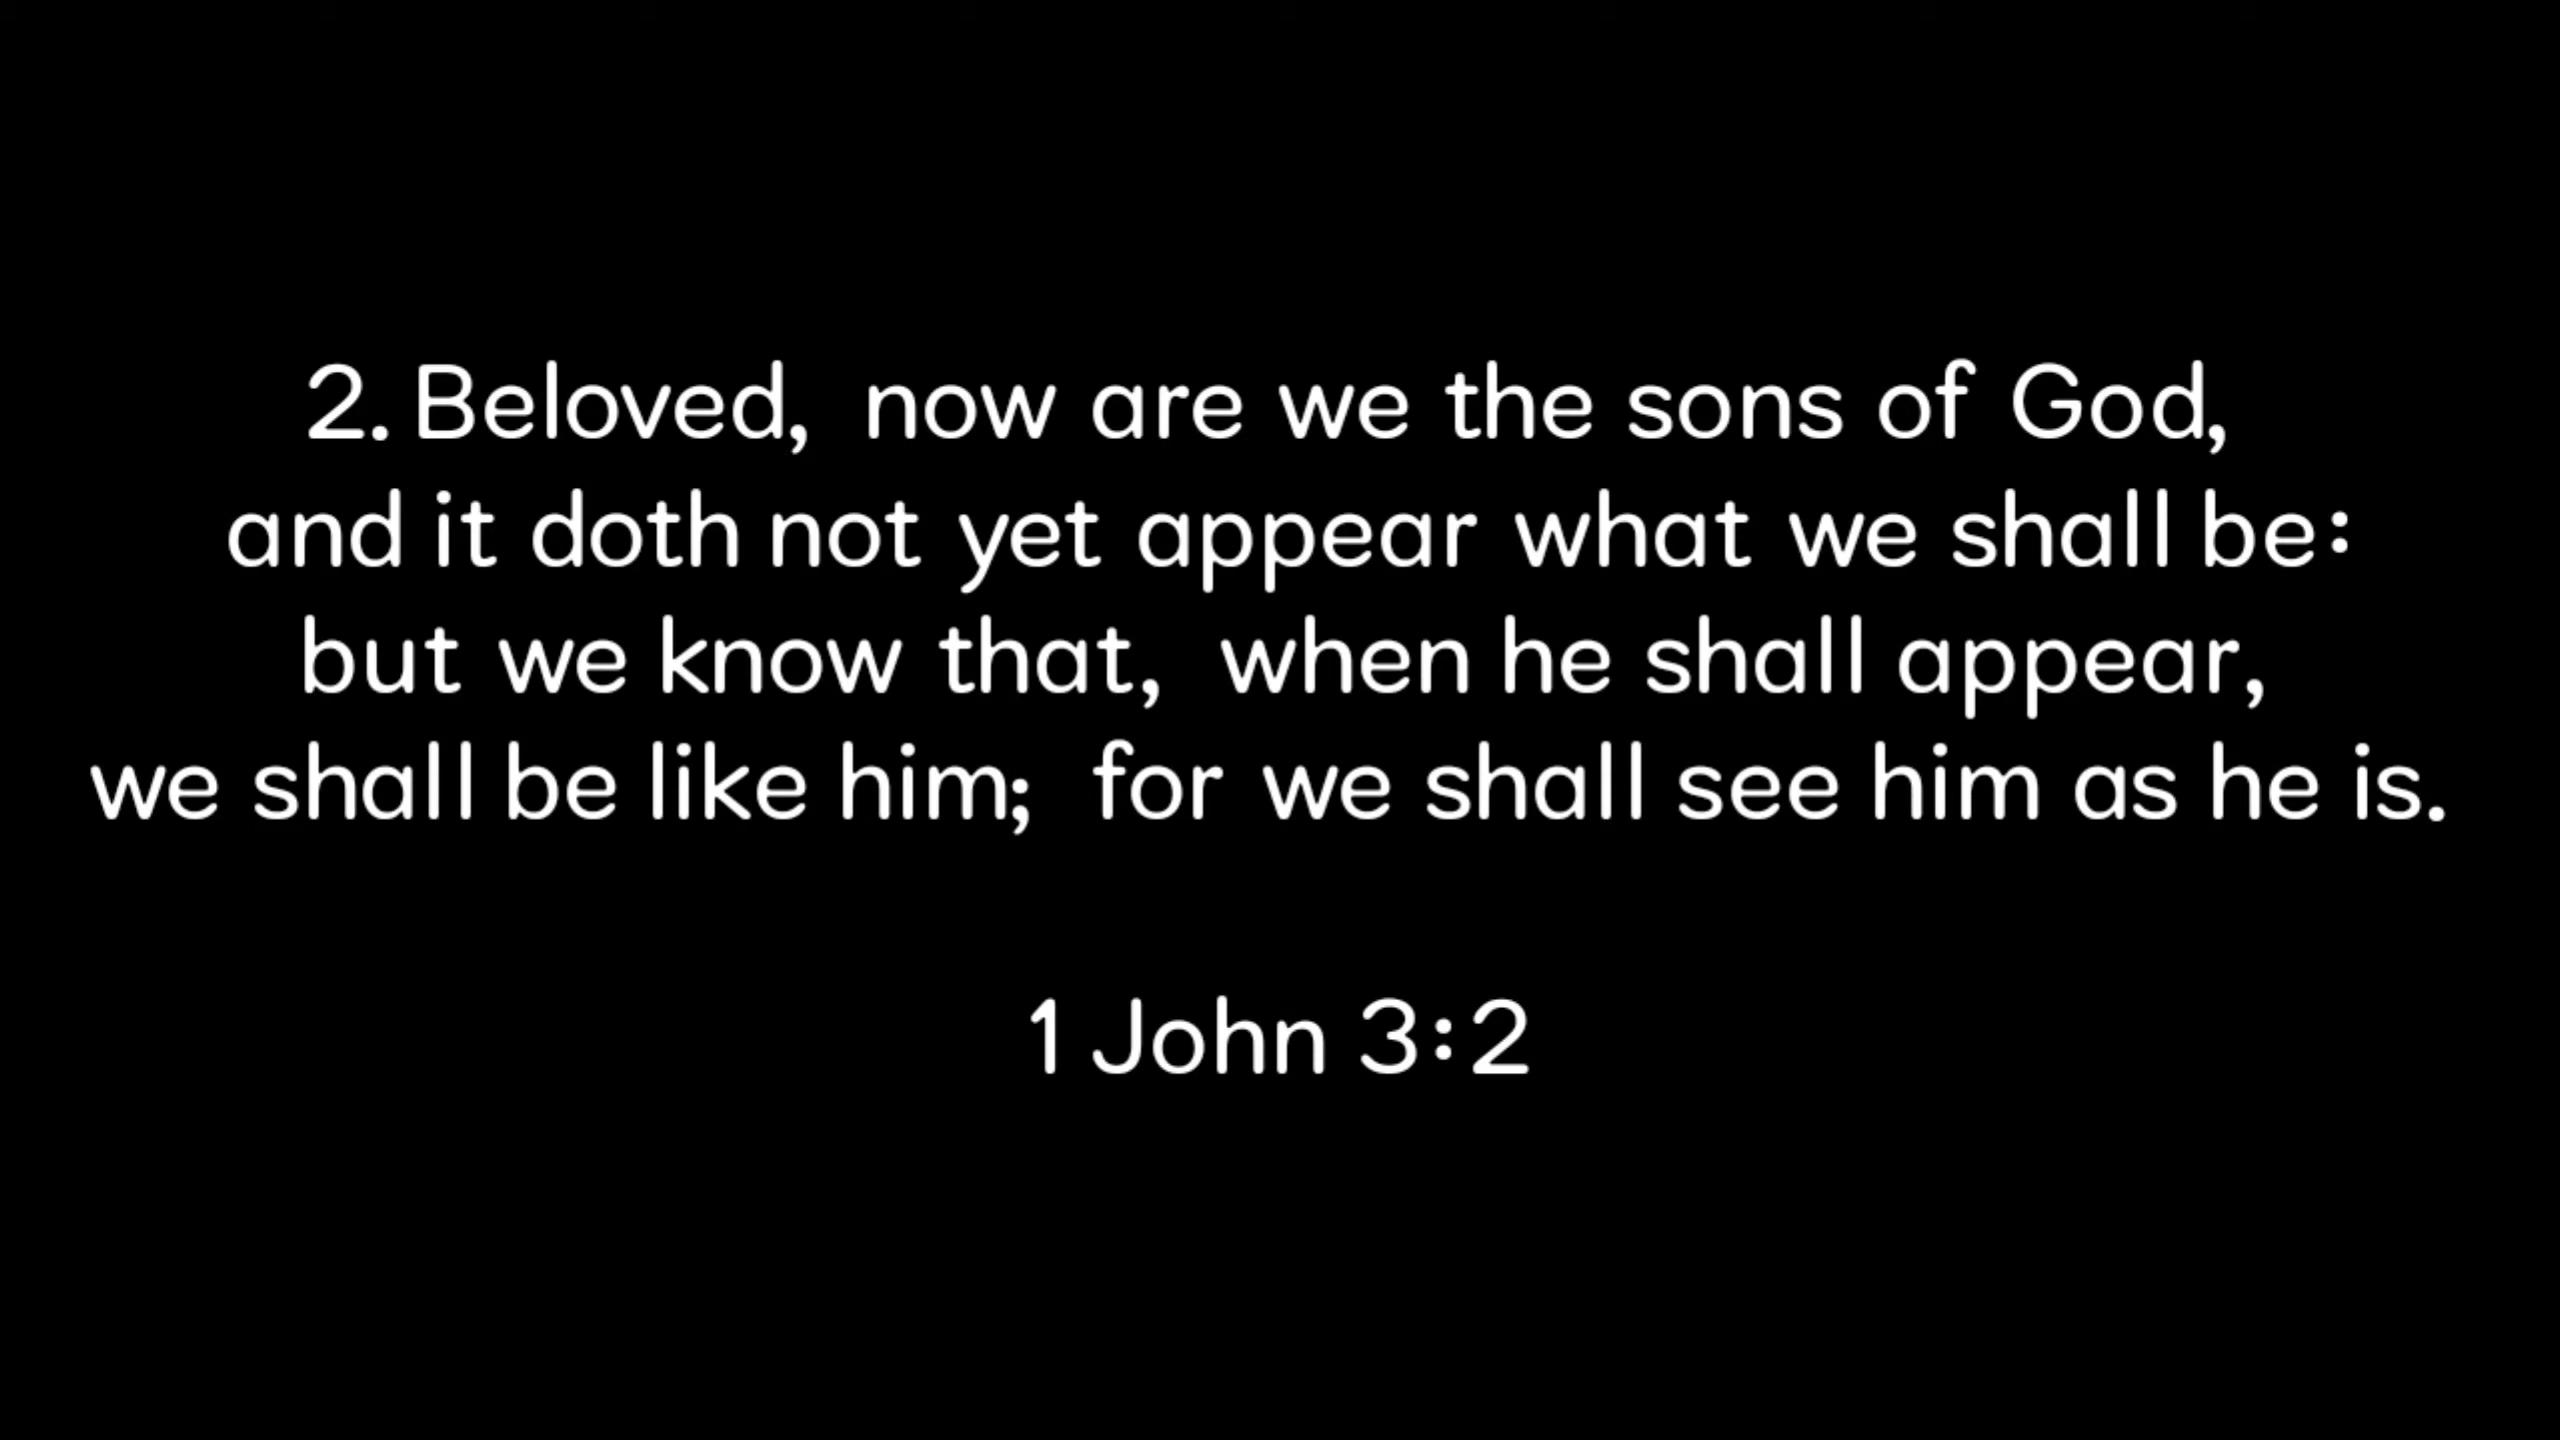 2. Beloved, now are we the sons of God,
and it doth not yet appear what we shall be:
but we know that, when he shall appear,
we shall be like him; for we shall see him as he is.
1 John 3:2